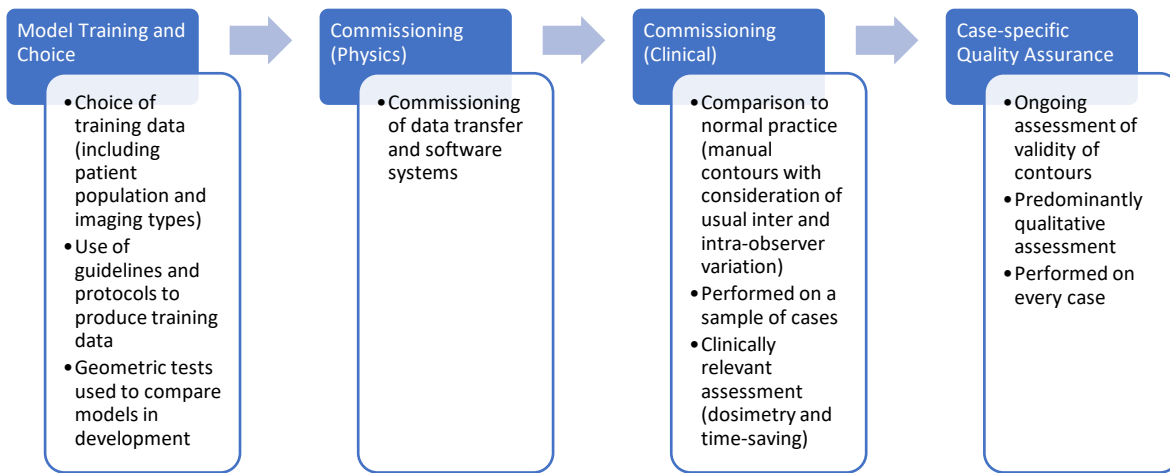 Model Training and
Choice
•Choice of
training data
(including
patient
population and
imaging types)
•Use of
guidelines and
protocols to
produce training
data
•Geometric tests
used to compare
models in
development
Commissioning
(Physics)
•Commissioning
of data transfer
and software
systems
Commissioning
(Clinical)
•Comparison to
normal practice
(manual
contours with
consideration of
usual inter and
intra-observer
variation)
•Performed on a
sample of cases
•Clinically
relevant
assessment
(dosimetry and
time-saving)
Case-specific
Quality Assurance
•Ongoing
assessment of
validity of
contours
•Predominantly
qualitative
assessment
•Performed on
every case